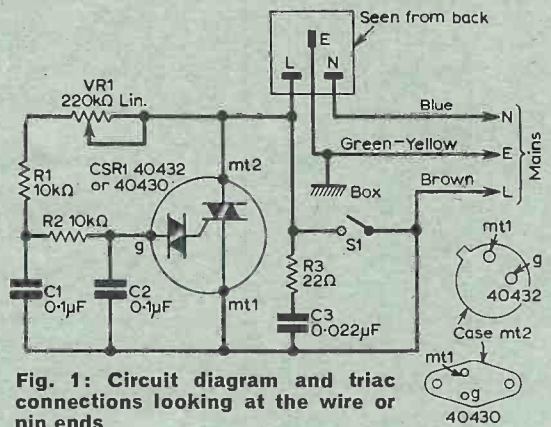 Seen from back
E
L
N
VR1
220kΩ Lin.
Blue
N
Green-Yellow
E
Mains
Brown
L
Box
R1
10kΩ
CSR1 40432
or 40430
mt2
R2 10kΩ
g
mt1
S1
R3
22Ω
C1
0·1µF
C2
0·1µF
C3
0·022µF
mt1
g
40432
Case mt2
mt1
g
40430
Fig. 1: Circuit diagram and triac
connections looking at the wire or
pin ends